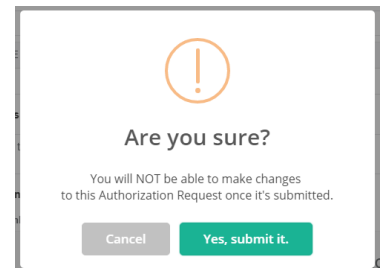 Are you sure?
You will NOT be able to make changes
to this Authorization Request once it's submitted.
Cancel
Yes, submit it.